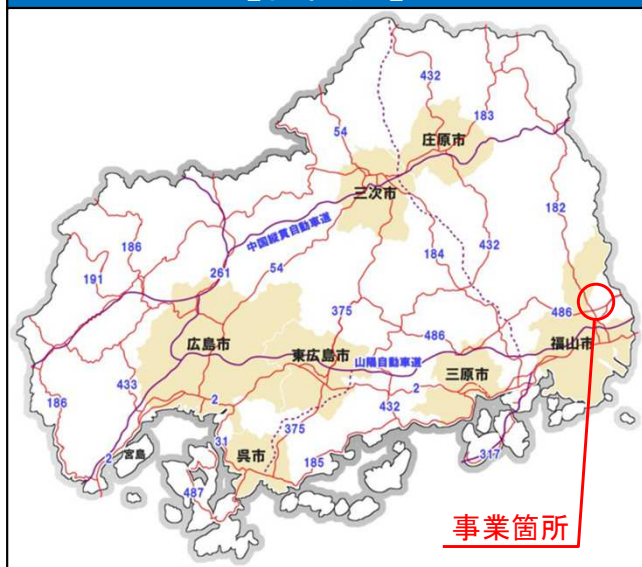 432
183
54
庄原市
三次市
182
中国縦貫自動車道
186
432
191
261
54
184
375
486
486
広島市
福山市
東広島市
山陽自動車道
三原市
433
186
2
2
432
375
31
2
宮島
呉市
185
317
487
事業箇所